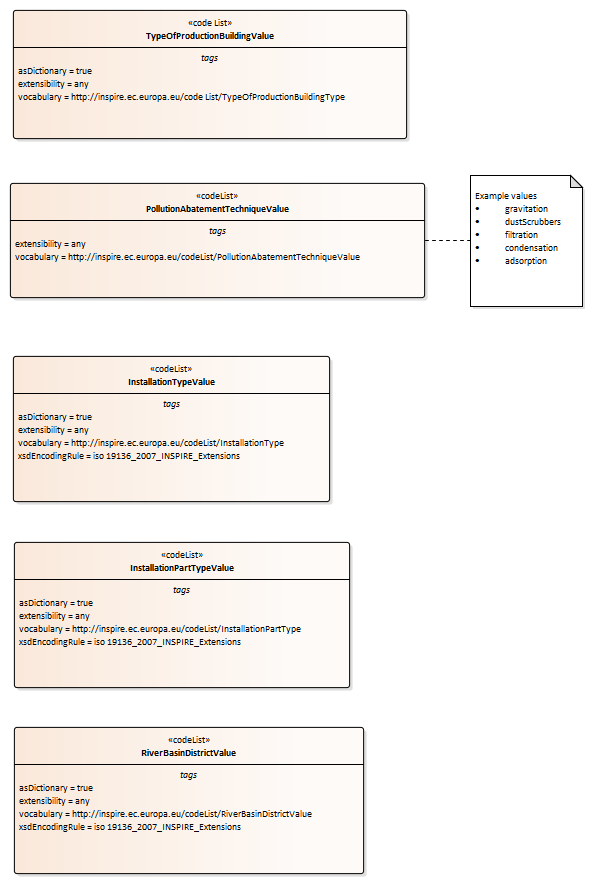 «code List»
TypeOfProductionBuildingValue
tags
asDictionary = true
extensibility = any
vocabulary = http://inspire.ec.europa.eu/code List/TypeOfProductionBuildingType
«codeList»
PollutionAbatementTechniqueValue
tags
extensibility = any
vocabulary = http://inspire.ec.europa.eu/codeList/PollutionAbatementTechniqueValue
Example values
• gravitation
• dustScrubbers
• filtration
• condensation
• adsorption
«codeList»
InstallationTypeValue
tags
asDictionary = true
extensibility = any
vocabulary = http://inspire.ec.europa.eu/codeList/InstallationType
xsdEncodingRule = iso 19136_2007_INSPIRE_Extensions
«codeList»
InstallationPartTypeValue
tags
asDictionary = true
extensibility = any
vocabulary = http://inspire.ec.europa.eu/codeList/InstallationPartType
xsdEncodingRule = iso 19136_2007_INSPIRE_Extensions
«codeList»
RiverBasinDistrictValue
tags
asDictionary = true
extensibility = any
vocabulary = http://inspire.ec.europa.eu/codeList/RiverBasinDistrictValue
xsdEncodingRule = iso 19136_2007_INSPIRE_Extensions